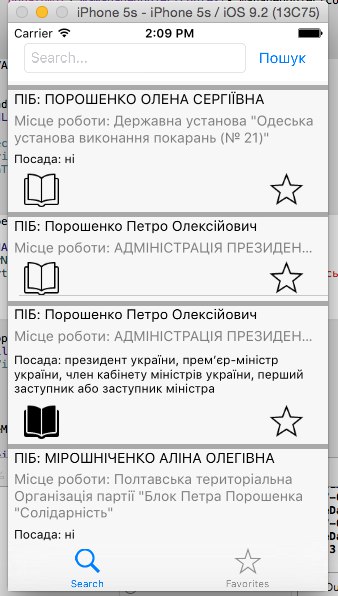 iPhone 5s - iPhone 5s / iOS 9.2 (13C75)
Carrier 2:09 PM
Search... Пошук
ПІБ: ПОРОШЕНКО ОЛЕНА СЕРГІЇВНА
Місце роботи: Державна установа "Одеська
установа виконання покарань (№ 21)"
Посада: ні
ПІБ: Порошенко Петро Олексійович
Місце роботи: АДМІНІСТРАЦІЯ ПРЕЗИДЕН...
ПІБ: Порошенко Петро Олексійович
Місце роботи: АДМІНІСТРАЦІЯ ПРЕЗИДЕН...
Посада: президент україни, прем’єр-міністр
україни, член кабінету міністрів україни, перший
заступник або заступник міністра
ПІБ: МІРОШНІЧЕНКО АЛІНА ОЛЕГІВНА
Місце роботи: Полтавська територіальна
Організація партії "Блок Петра Порошенка
"Солідарність"
Посада: ні
Search Favorites